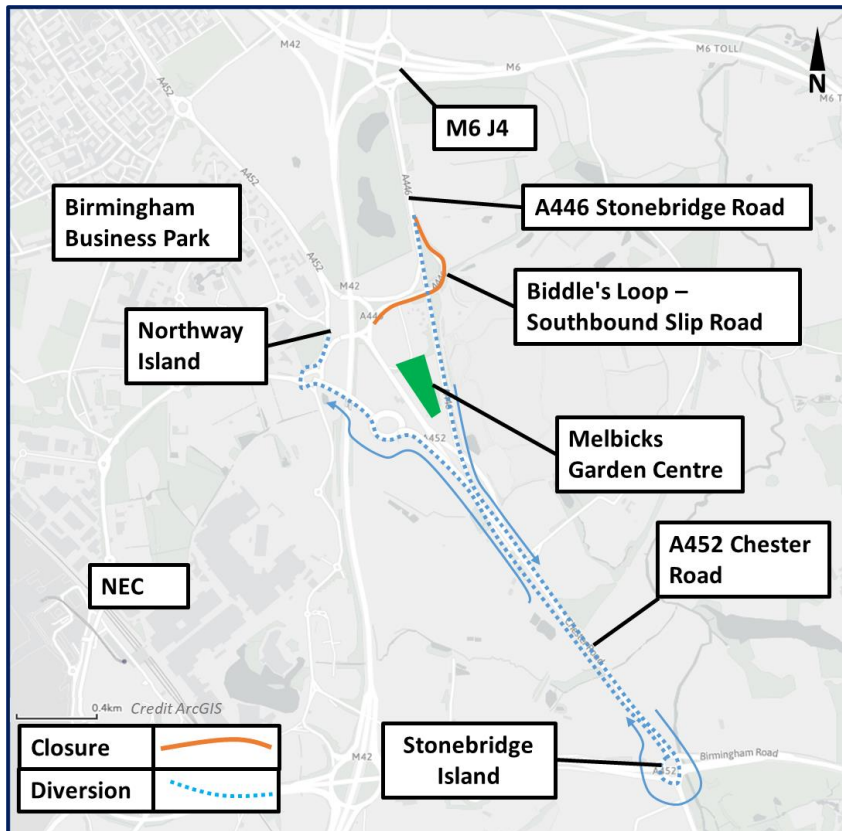 M42
M6
M6 TOLL
A452
M6 T
N
M6 J4
A452
A446
Birmingham
Business Park
A446 Stonebridge Road
A452
M42
Biddle's Loop –
Southbound Slip Road
A446
Northway
Island
A452
Melbicks
Garden Centre
A452 Chester
Road
NEC
0.4km
Credit ArcGIS
Closure
Diversion
M42
Stonebridge
Island
Birmingham Road
A452